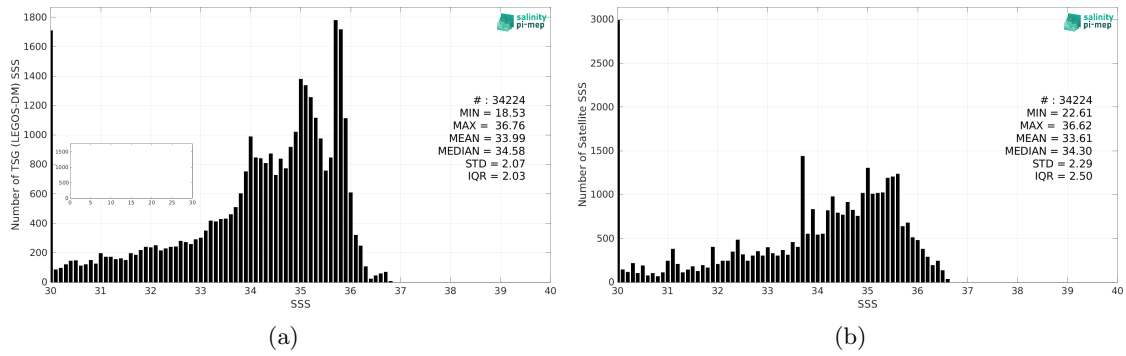 salinity
pi-mep
Number of TSG (LEGOS-DM) SSS
1800
1600
1400
1200
1000
800
600
400
200
0
# : 34224
MIN = 18.53
MAX = 36.76
MEAN = 33.99
MEDIAN = 34.58
STD = 2.07
IQR = 2.03
1500
1000
500
0
0 5 10 15 20 25 30
30 31 32 33 34 35 36 37 38 39 40
SSS
(a)
salinity
pi-mep
Number of Satellite SSS
3000
2500
2000
1500
1000
500
0
# : 34224
MIN = 22.61
MAX = 36.62
MEAN = 33.61
MEDIAN = 34.30
STD = 2.29
IQR = 2.50
30 31 32 33 34 35 36 37 38 39 40
SSS
(b)